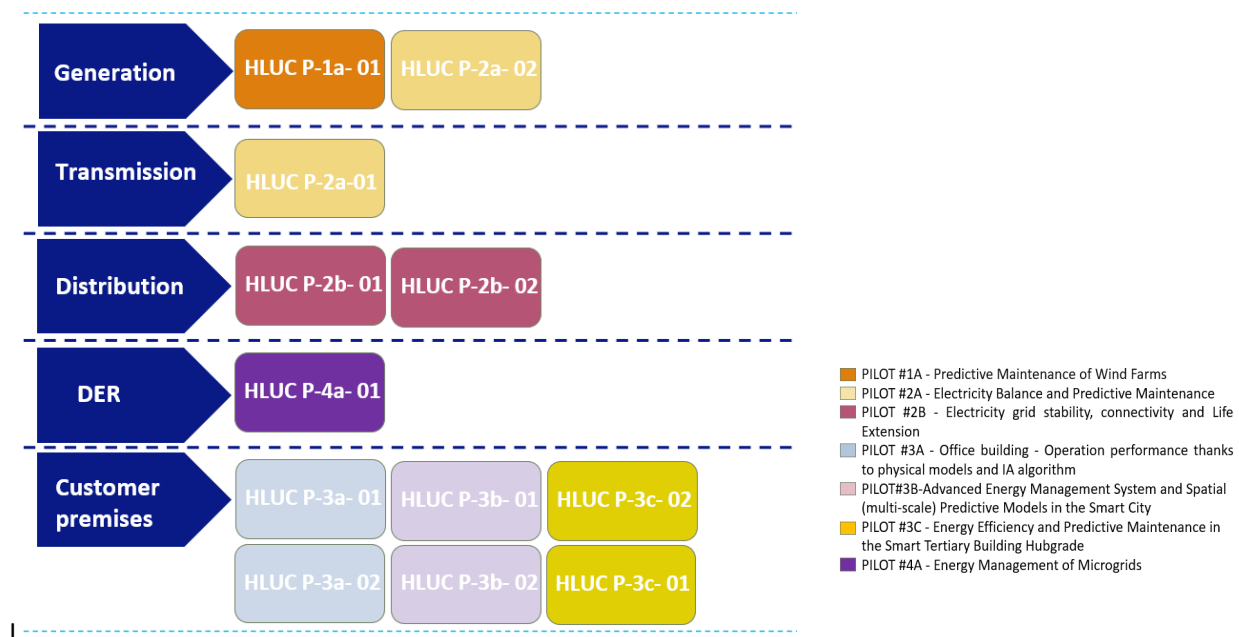 Generation
HLUC P-1a- 01
HLUC P-2a- 02
Transmission
HLUC P-2a-01
Distribution
HLUC P-2b- 01
HLUC P-2b- 02
DER
HLUC P-4a- 01
Customer
premises
HLUC P-3a- 01
HLUC P-3b- 01
HLUC P-3c- 02
HLUC P-3a- 02
HLUC P-3b- 02
HLUC P-3c- 01
PILOT #1A - Predictive Maintenance of Wind Farms
PILOT #2A - Electricity Balance and Predictive Maintenance
PILOT #2B - Electricity grid stability, connectivity and Life
Extension
PILOT #3A - Office building - Operation performance thanks
to physical models and IA algorithm
PILOT#3B-Advanced Energy Management System and Spatial
(multi-scale) Predictive Models in the Smart City
PILOT #3C - Energy Efficiency and Predictive Maintenance in
the Smart Tertiary Building Hubgrade
PILOT #4A - Energy Management of Microgrids
l